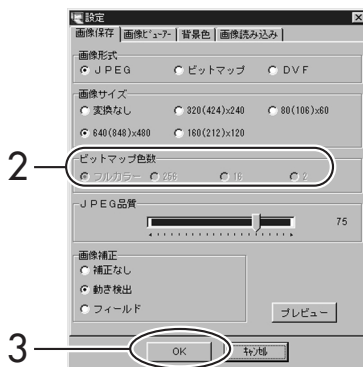 設定
画像保存 画像ビューアー 背景色 画像読み込み
画像形式
JPEG ビットマップ DVF
画像サイズ
変換なし 320(424)x240 80(106)x60
640(848)x480 160(212)x120
2
ビットマップ色数
フルカラー 256 16 2
JPEG品質
75
画像補正
補正なし
動き検出
フィールド
プレビュー
3
OK キャンセル